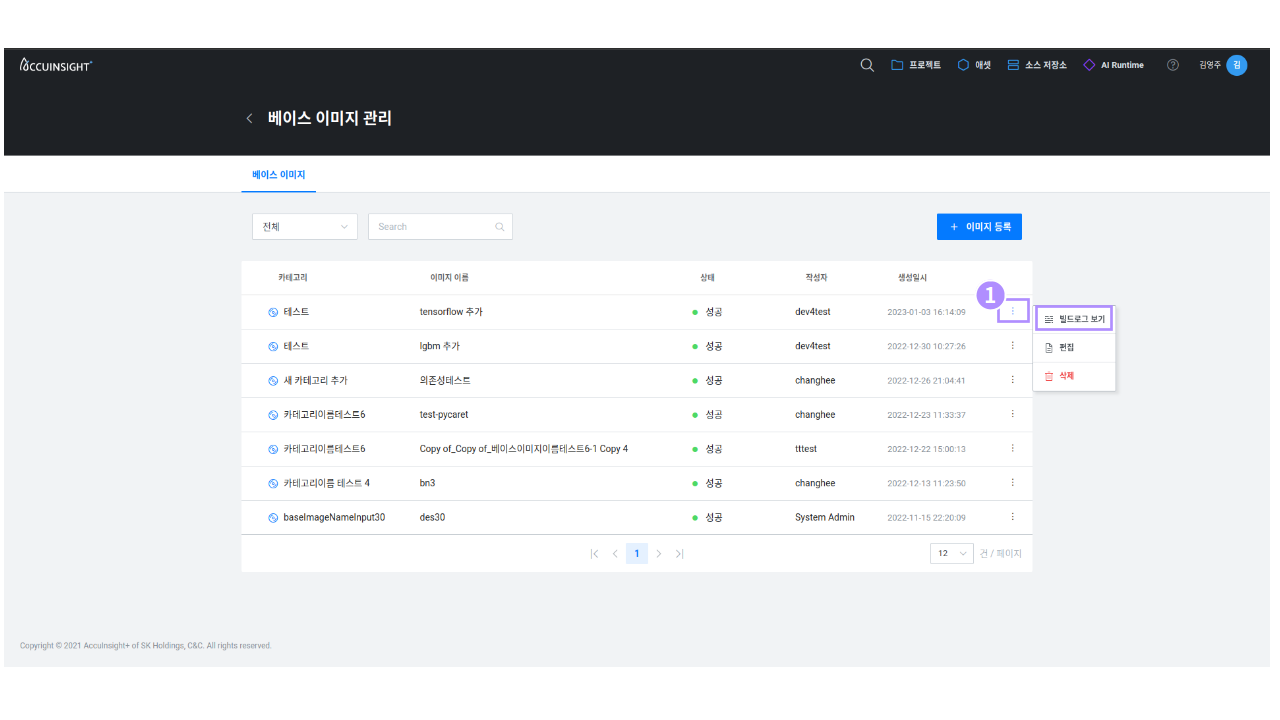 ACCUINSIGHT+
프로젝트 애셋 소스 저장소 AI Runtime ? 김영주 김
베이스 이미지 관리
베이스 이미지
전체 Search + 이미지 등록
카테고리 이미지 이름 상태 작성자 생성일시
1
테스트 tensorflow 추가 성공 dev4test 2023-01-03 16:14:09
빌드로그 보기
테스트 lgbm 추가 성공 dev4test 2022-12-30 10:27:26
편집
새 카테고리 추가 의존성테스트 성공 changhee 2022-12-26 21:04:41
삭제
카테고리이름테스트6 test-pycaret 성공 changhee 2022-12-23 11:33:37
카테고리이름테스트6 Copy of_Copy of_베이스이미지이름테스트6-1 Copy 4 성공 tttest 2022-12-22 15:00:13
카테고리이름 테스트 4 bn3 성공 changhee 2022-12-13 11:23:50
baseImageNameInput30 des30 성공 System Admin 2022-11-15 22:20:09
1 12 건 / 페이지
Copyright © 2021 AccuInsight+ of SK Holdings, C&C. All rights reserved.